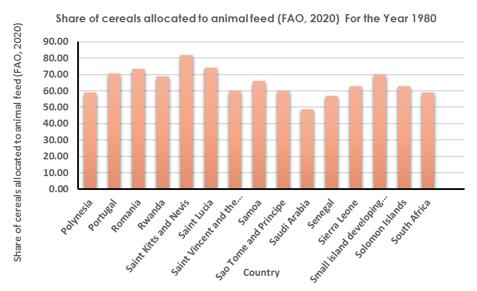 Share of cereals allocated to animal feed (FAO, 2020)  For the Year 1980
Share of cereals allocated to animal feed (FAO, 2020)
90.00
80.00
70.00
60.00
50.00
40.00
30.00
20.00
10.00
0.00
Polynesia
Portugal
Romania
Rwanda
Saint Kitts and Nevis
Saint Lucia
Saint Vincent and the...
Samoa
Sao Tome and Principe
Saudi Arabia
Senegal
Sierra Leone
Small island developing...
Solomon Islands
South Africa
Country